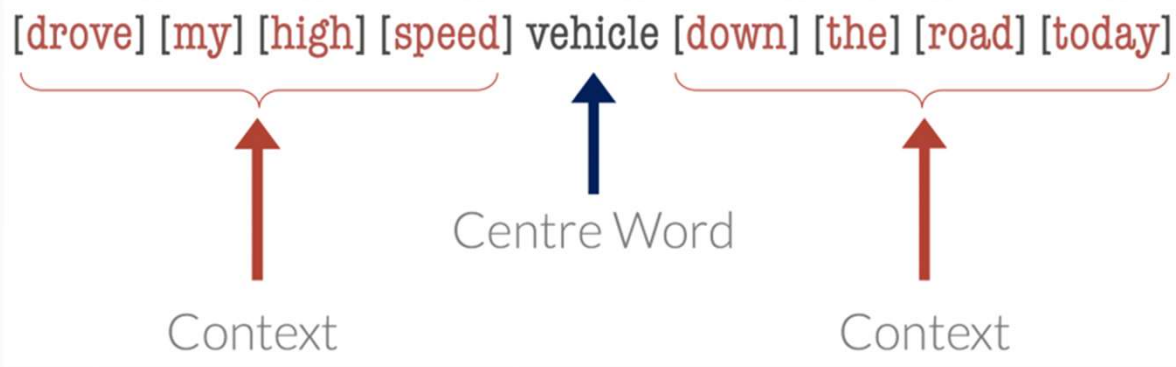 [drove] [my] [high] [speed] vehicle [down] [the] [road] [today]
Centre Word
Context Context